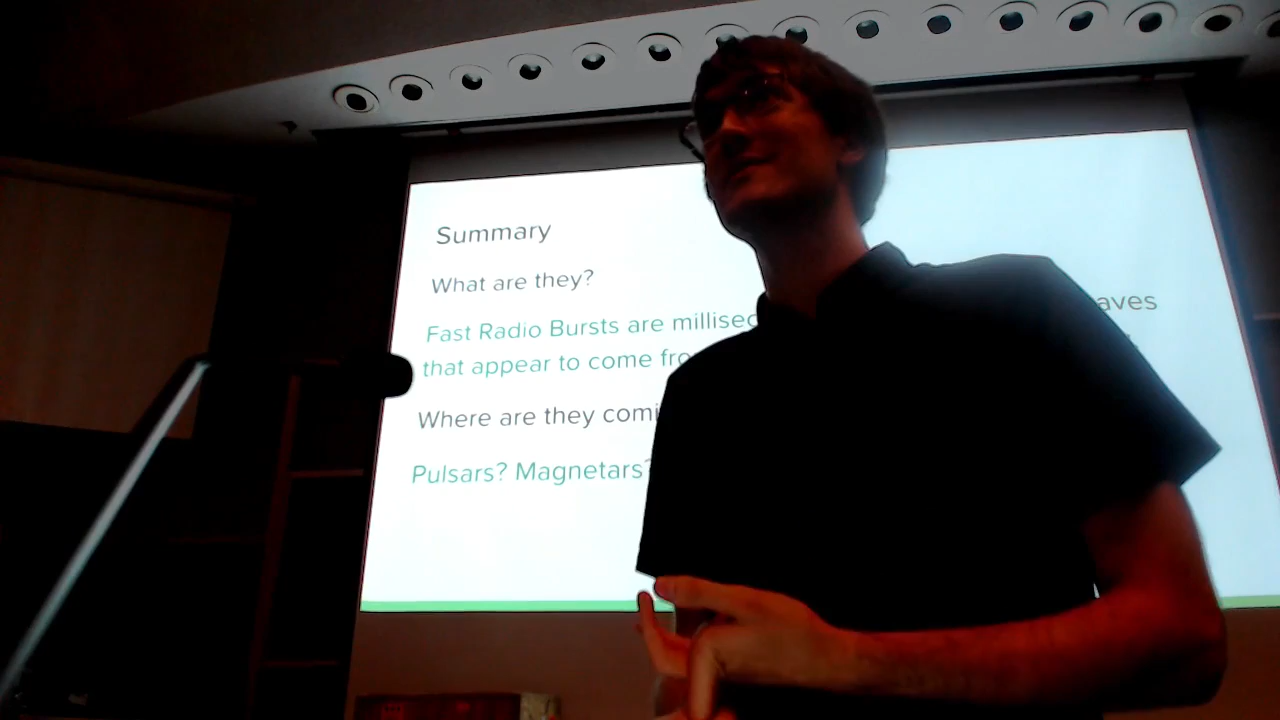 Summary
What are they?
Fast Radio Bursts are millisec aves
that appear to come fro
Where are they comi
Pulsars? Magnetars?